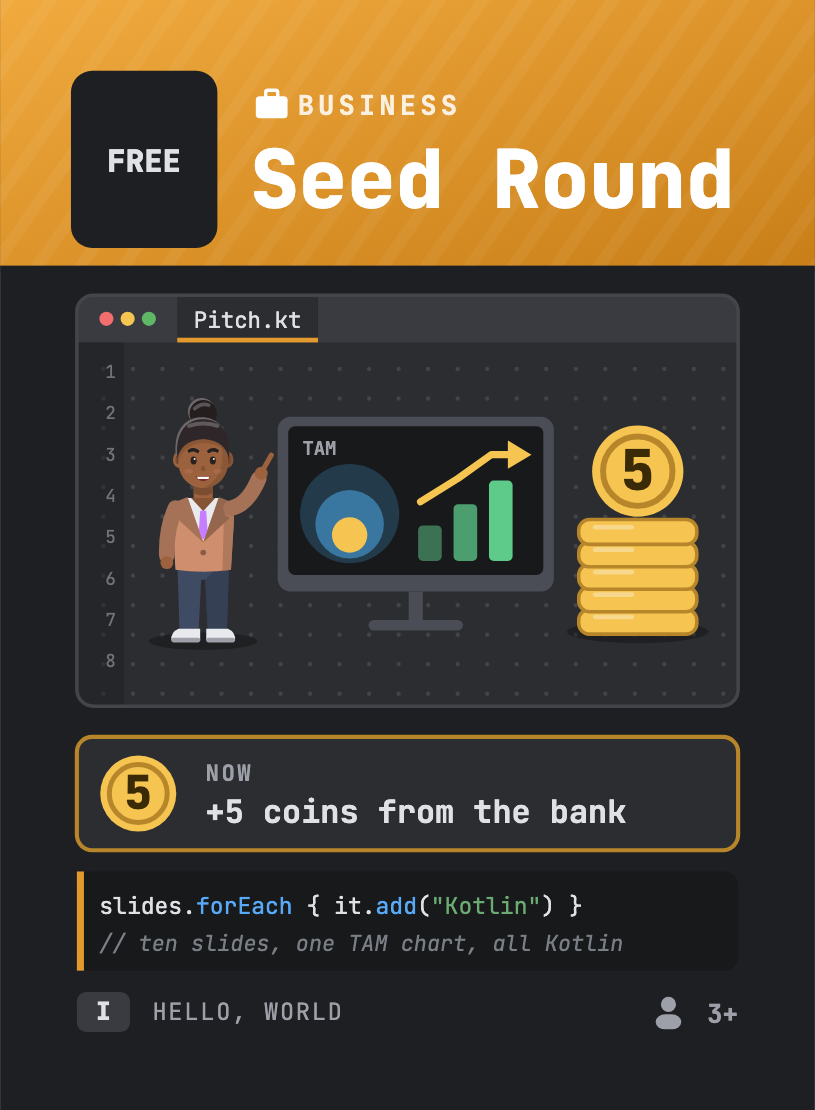 FREE
BUSINESS
Seed Round
Pitch.kt
1
2
3
4
5
6
7
8
TAM
5
5
NOW
+5 coins from the bank
slides.forEach { it.add("Kotlin") }
// ten slides, one TAM chart, all Kotlin
I
HELLO, WORLD
3+